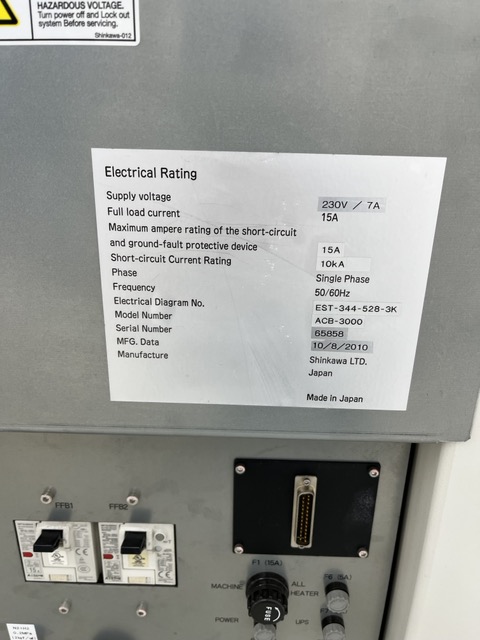 HAZARDOUS VOLTAGE.
Turn power off and Lock out
system Before servicing.
Shinkawa-012
Electrical Rating
Supply voltage 230V / 7A
Full load current 15A
Maximum ampere rating of the short-circuit
and ground-fault protective device 15A
Short-circuit Current Rating 10kA
Phase Single Phase
Frequency 50/60Hz
Electrical Diagram No. EST-344-528-3K
Model Number ACB-3000
Serial Number 65858
MFG. Data 10/8/2010
Manufacture Shinkawa LTD.
Japan
Made in Japan
FFB1 FFB2
F1 (15A)
MACHINE ALL HEATER F6 (5A)
FUSE
POWER UPS